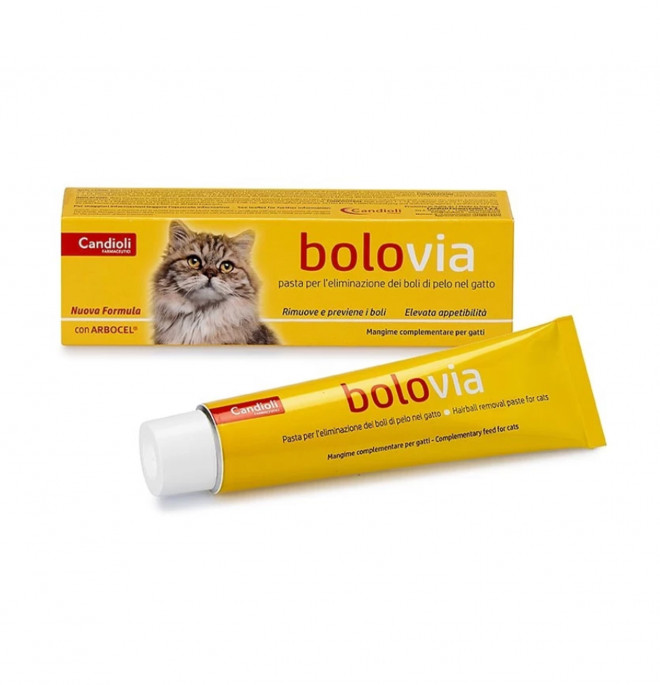 Candioli
Candioli
FARMACEUTICI
bolovia
pasta per l'eliminazione dei boli di pelo nel gatto
Nuova Formula
Rimuove e previene i boli
Elevata appetibilità
con ARBOCEL®
Mangime complementare per gatti
Candioli
bolovia
Pasta per l'eliminazione dei boli di pelo nel gatto ● Hairball removal paste for cats
Mangime complementare per gatti - Complementary feed for cats